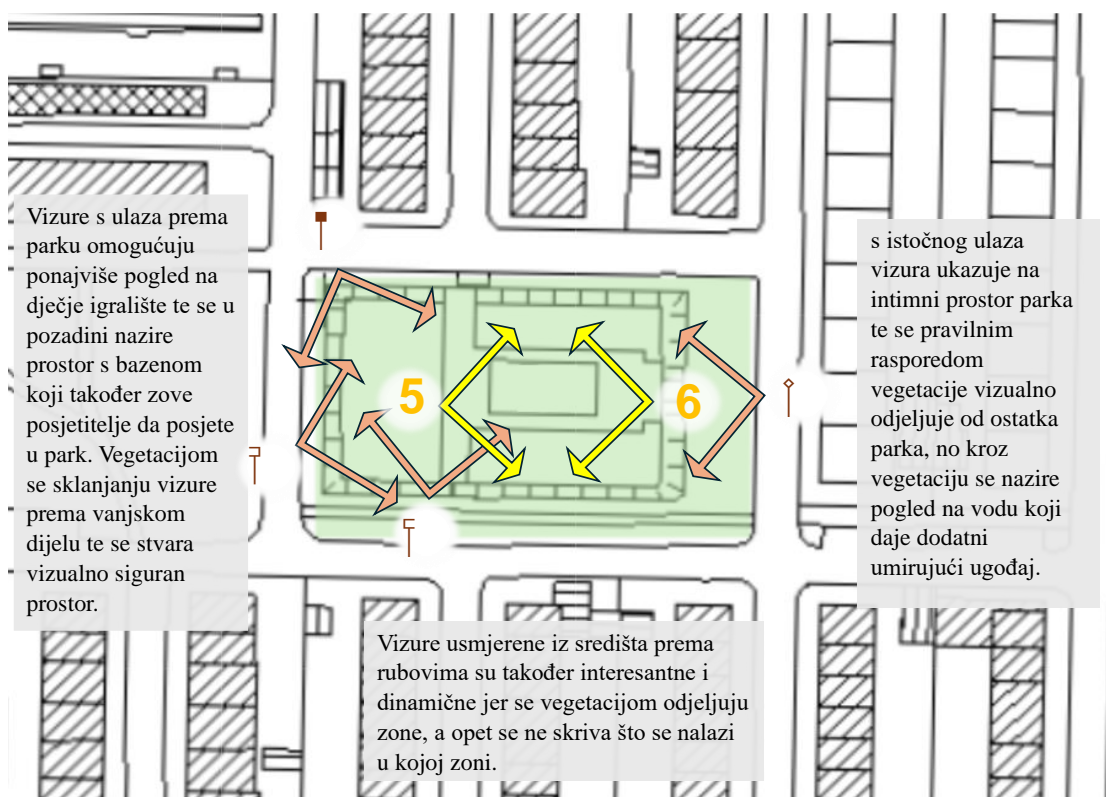 Vizure s ulaza prema
parku omogućuju
ponajviše pogled na
dječje igralište te se u
pozadini nazire
prostor s bazenom
koji također zove
posjetitelje da posjete
u park. Vegetacijom
se sklanjanju vizure
prema vanjskom
dijelu te se stvara
vizualno siguran
prostor.
5
6
s istočnog ulaza
vizura ukazuje na
intimni prostor parka
te se pravilnim
rasporedom
vegetacije vizualno
odjeljuje od ostatka
parka, no kroz
vegetaciju se nazire
pogled na vodu koji
daje dodatni
umirujući ugođaj.
Vizure usmjerene iz središta prema
rubovima su također interesantne i
dinamične jer se vegetacijom odjeljuju
zone, a opet se ne skriva što se nalazi
u kojoj zoni.